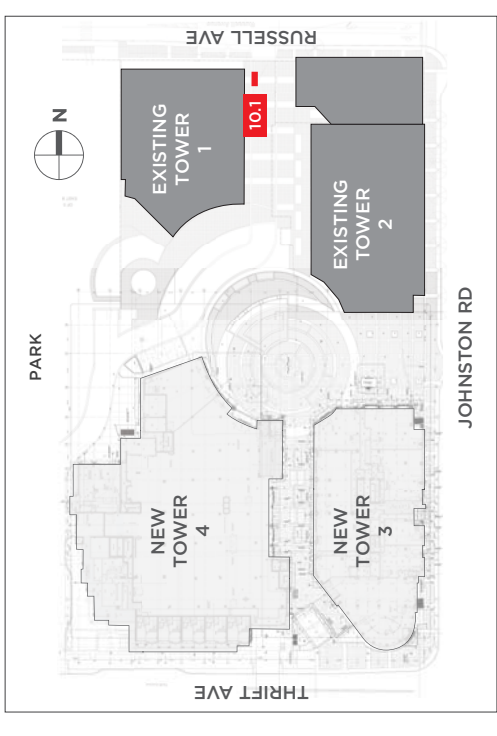 RUSSELL AVE
N
10.1
EXISTING
TOWER
1
EXISTING
TOWER
2
PARK
JOHNSTON RD
NEW
TOWER
4
NEW
TOWER
3
THRIFT AVE